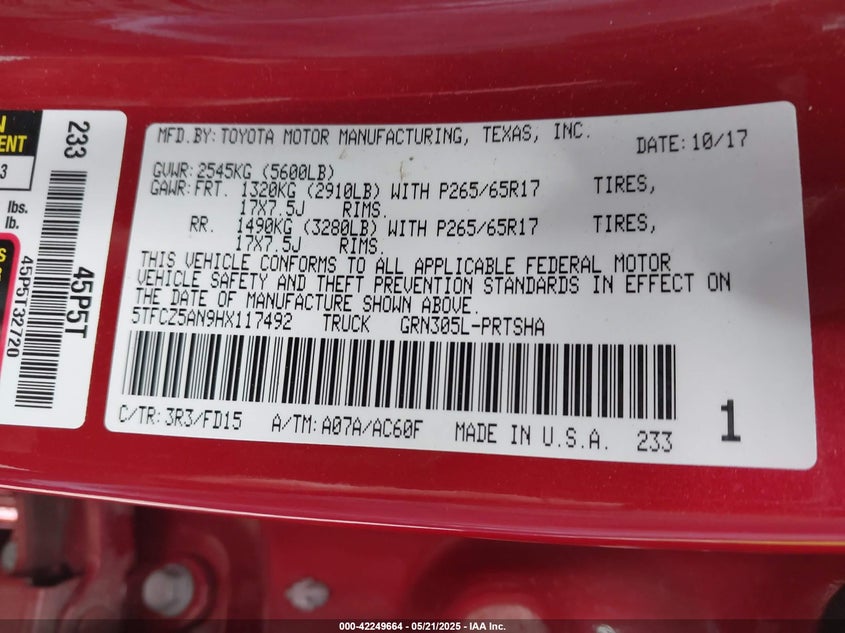 MFD.BY: TOYOTA MOTOR MANUFACTURING, TEXAS, INC. DATE: 10/17
GVWR: 2545KG (5600LB)
GAWR: FRT. 1320KG (2910LB) WITH P265/65R17 TIRES,
17X7.5J RIMS.
RR. 1490KG (3280LB) WITH P265/65R17 TIRES,
17X7.5J RIMS.
THIS VEHICLE CONFORMS TO ALL APPLICABLE FEDERAL MOTOR
VEHICLE SAFETY AND THEFT PREVENTION STANDARDS IN EFFECT ON
THE DATE OF MANUFACTURE SHOWN ABOVE.
5TFCZ5AN9HX117492 TRUCK GRN305L-PRTSHA
C/TR: 3R3/FD15 A/TM: A07A/AC60F MADE IN U.S.A. 233 1
233
45P5T
45P5T32720
3
lbs.
lb.
000-42249664 - 05/21/2025 - IAA Inc.